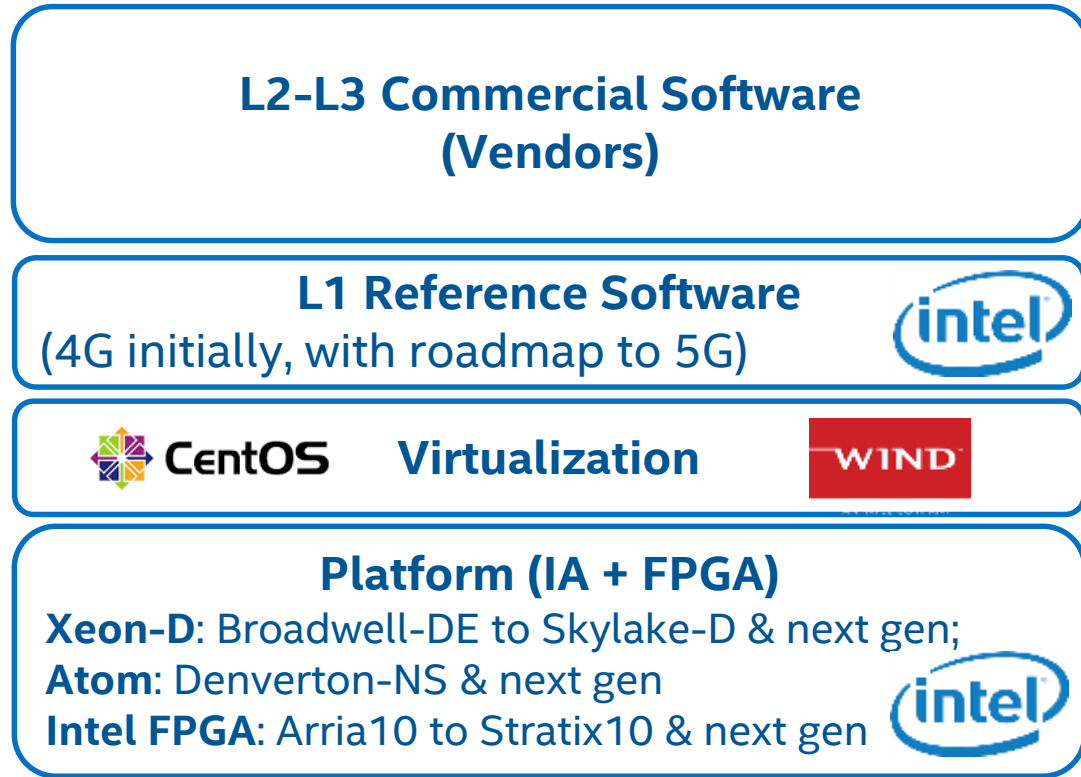 L2-L3 Commercial Software
(Vendors)
L1 Reference Software
(4G initially, with roadmap to 5G)
intel
CentOS Virtualization WIND
Platform (IA + FPGA)
Xeon-D: Broadwell-DE to Skylake-D & next gen;
Atom: Denverton-NS & next gen
Intel FPGA: Arria10 to Stratix10 & next gen
intel